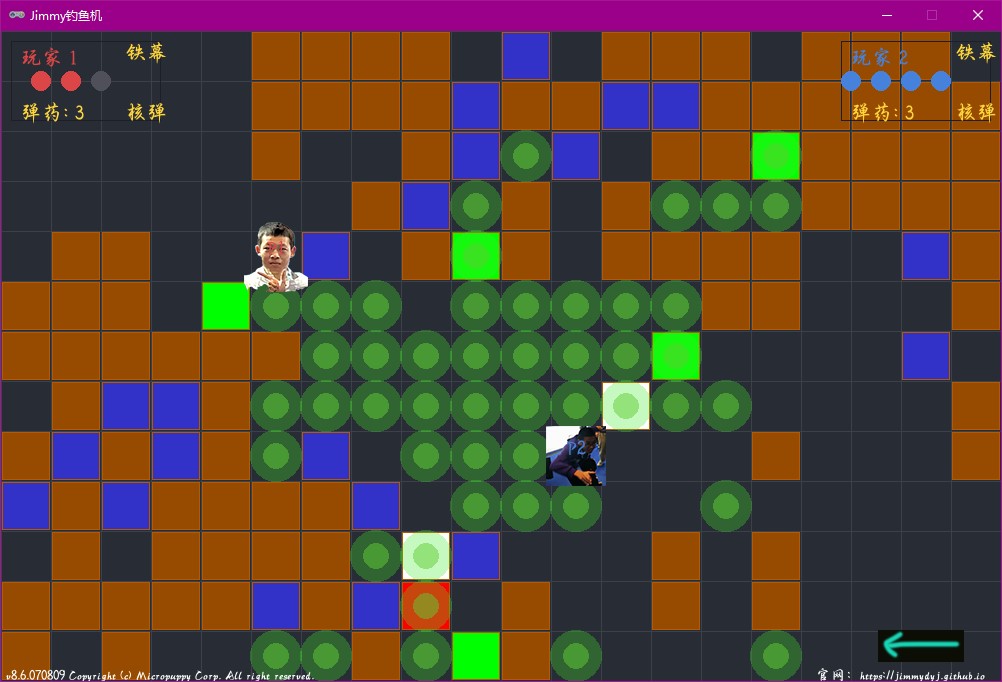 Jimmy钓鱼机
玩家 1
铁幕
弹药: 3
核弹
玩家 2
铁幕
弹药: 3
核弹
P2
v8.6.070809 Copyright (c) Micropuppy Corp. All right reserved.
官网: https://jimmydyj.github.io